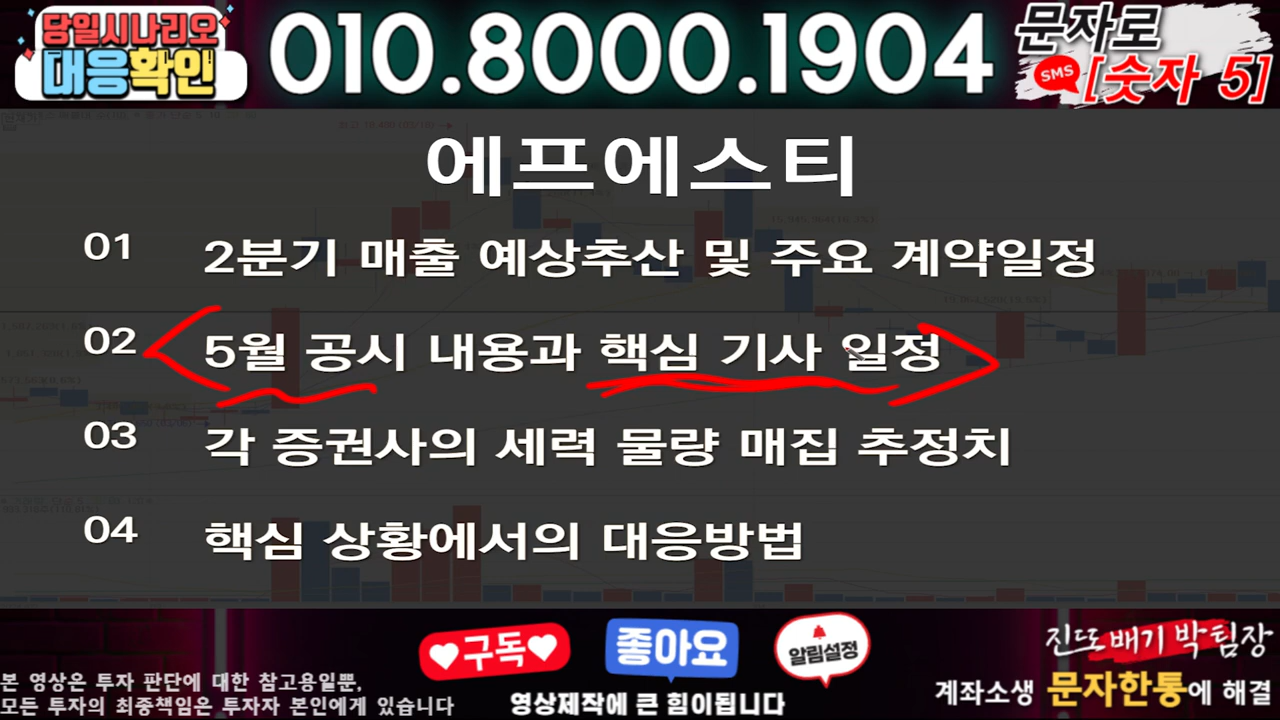 당일시나리오
대응확인
010.8000.1904
문자로
SMS [숫자 5]
에프에스티
01 2분기 매출 예상추산 및 주요 계약일정
02 5월 공시 내용과 핵심 기사 일정
03 각 증권사의 세력 물량 매집 추정치
04 핵심 상황에서의 대응방법
구독
좋아요
알림설정
영상제작에 큰 힘이됩니다
본 영상은 투자 판단에 대한 참고용일뿐,
모든 투자의 최종책임은 투자자 본인에게 있습니다
진또배기 박팀장
계좌소생 문자한통에 해결